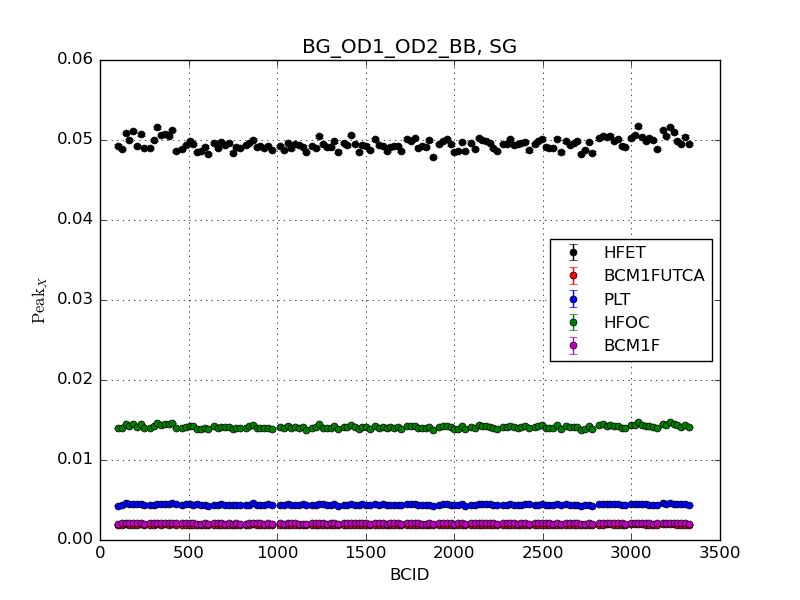 BG_OD1_OD2_BB, SG
0.06
0.05
0.04
0.03
0.02
0.01
0.00
Peak_X
HFET
BCM1FUTCA
PLT
HFOC
BCM1F
0 500 1000 1500 2000 2500 3000 3500
BCID